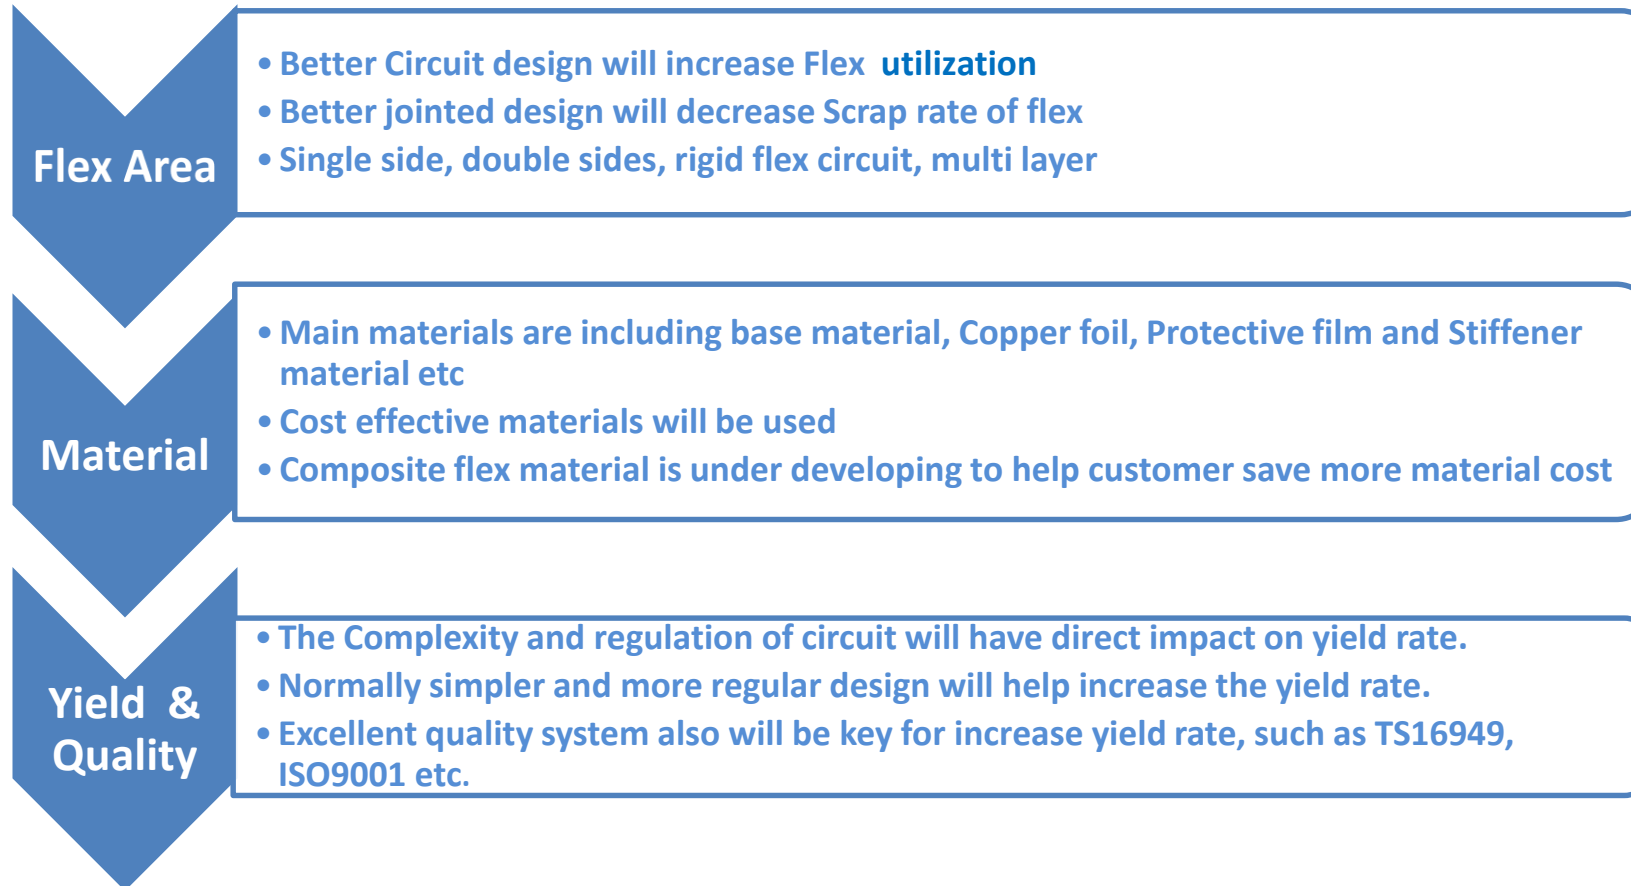 Flex Area
• Better Circuit design will increase Flex  utilization
• Better jointed design will decrease Scrap rate of flex
• Single side, double sides, rigid flex circuit, multi layer
Material
• Main materials are including base material, Copper foil, Protective film and Stiffener
material etc
• Cost effective materials will be used
• Composite flex material is under developing to help customer save more material cost
Yield  &
Quality
• The Complexity and regulation of circuit will have direct impact on yield rate.
• Normally simpler and more regular design will help increase the yield rate.
• Excellent quality system also will be key for increase yield rate, such as TS16949,
ISO9001 etc.